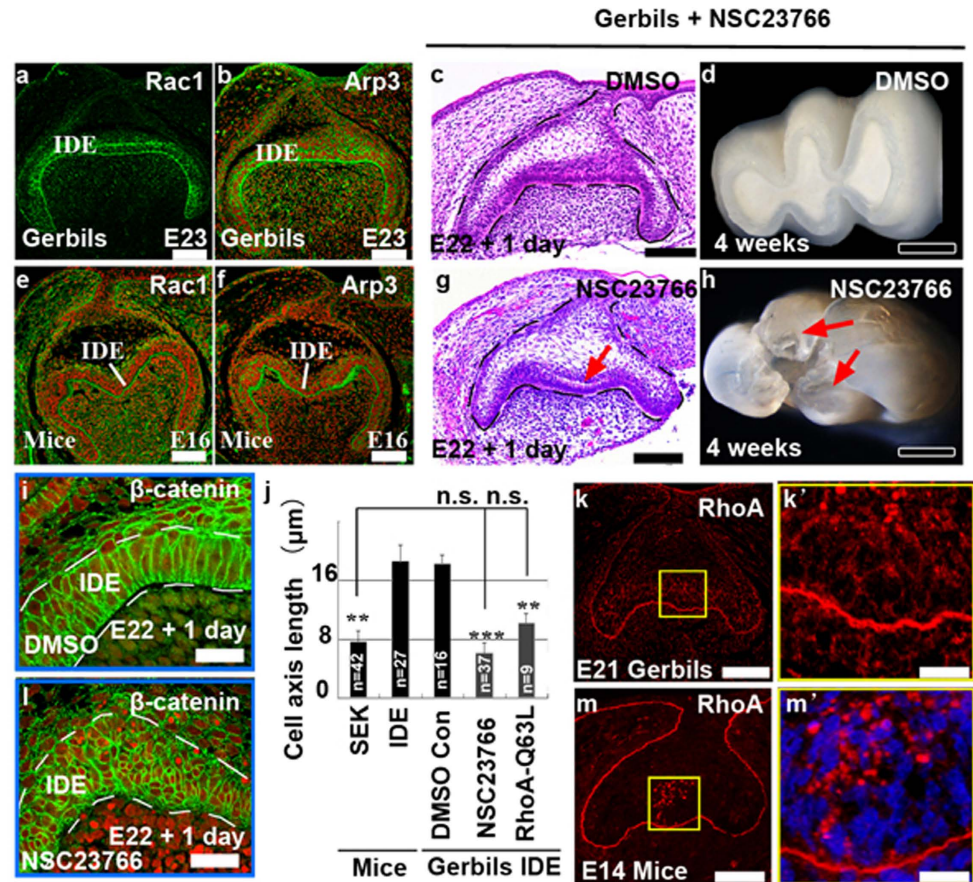 Gerbils + NSC23766
a Rac1
IDE
Gerbils E23
b Arp3
IDE
Gerbils E23
c DMSO
E22 + 1 day
d DMSO
4 weeks
e Rac1
IDE
Mice E16
f Arp3
IDE
Mice E16
g NSC23766
E22 + 1 day
h NSC23766
4 weeks
i β-catenin
IDE
DMSO E22 + 1 day
j
n.s. n.s.
Cell axis length (μm)
16
8
0
** *** **
n=42 n=27 n=16 n=37 n=9
SEK IDE DMSO Con NSC23766 RhoA-Q63L
Mice Gerbils IDE
k RhoA
E21 Gerbils
k’
l β-catenin
IDE
E22 + 1 day
NSC23766
m RhoA
E14 Mice
m’